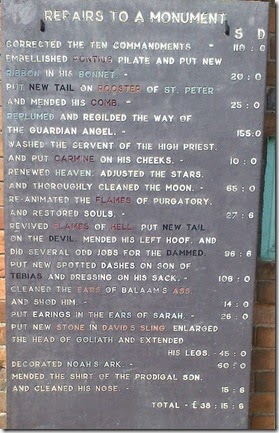 REPAIRS TO A MONUMENT
S D
CORRECTED THE TEN COMMANDMENTS - 110:0
EMBELLISHED PONTIUS PILATE AND PUT NEW
RIBBON IN HIS BONNET - 20:0
PUT NEW TAIL ON ROOSTER OF ST. PETER
AND MENDED HIS COMB. - 25:0
REPLUMED AND REGILDED THE WAY OF
THE GUARDIAN ANGEL. - 155:0
WASHED THE SERVENT OF THE HIGH PRIEST,
AND PUT CARMINE ON HIS CHEEKS. - 10:0
RENEWED HEAVEN. ADJUSTED THE STARS.
AND THOROUGHLY CLEANED THE MOON. - 65:0
RE-ANIMATED THE FLAMES OF PURGATORY,
AND RESTORED SOULS. - 27:6
REVIVED FLAMES OF HELL. PUT NEW TAIL
ON THE DEVIL. MENDED HIS LEFT HOOF. AND
DID SEVERAL ODD JOBS FOR THE DAMMED. 96:6
PUT NEW SPOTTED DASHES ON SON OF
TEBIAS AND DRESSING ON HIS SACK. - 106:0
CLEANED THE EARS OF BALAAM'S ASS.
AND SHOD HIM. - 14:0
PUT EARINGS IN THE EARS OF SARAH. - 26:0
PUT NEW STONE IN DAVID'S SLING. ENLARGED
THE HEAD OF GOLIATH AND EXTENDED
HIS LEGS. - 45:0
DECORATED NOAH'S ARK. - 60:0
MENDED THE SHIRT OF THE PRODIGAL SON,
AND CLEANED HIS NOSE. - 15:6
TOTAL - £38:15:6